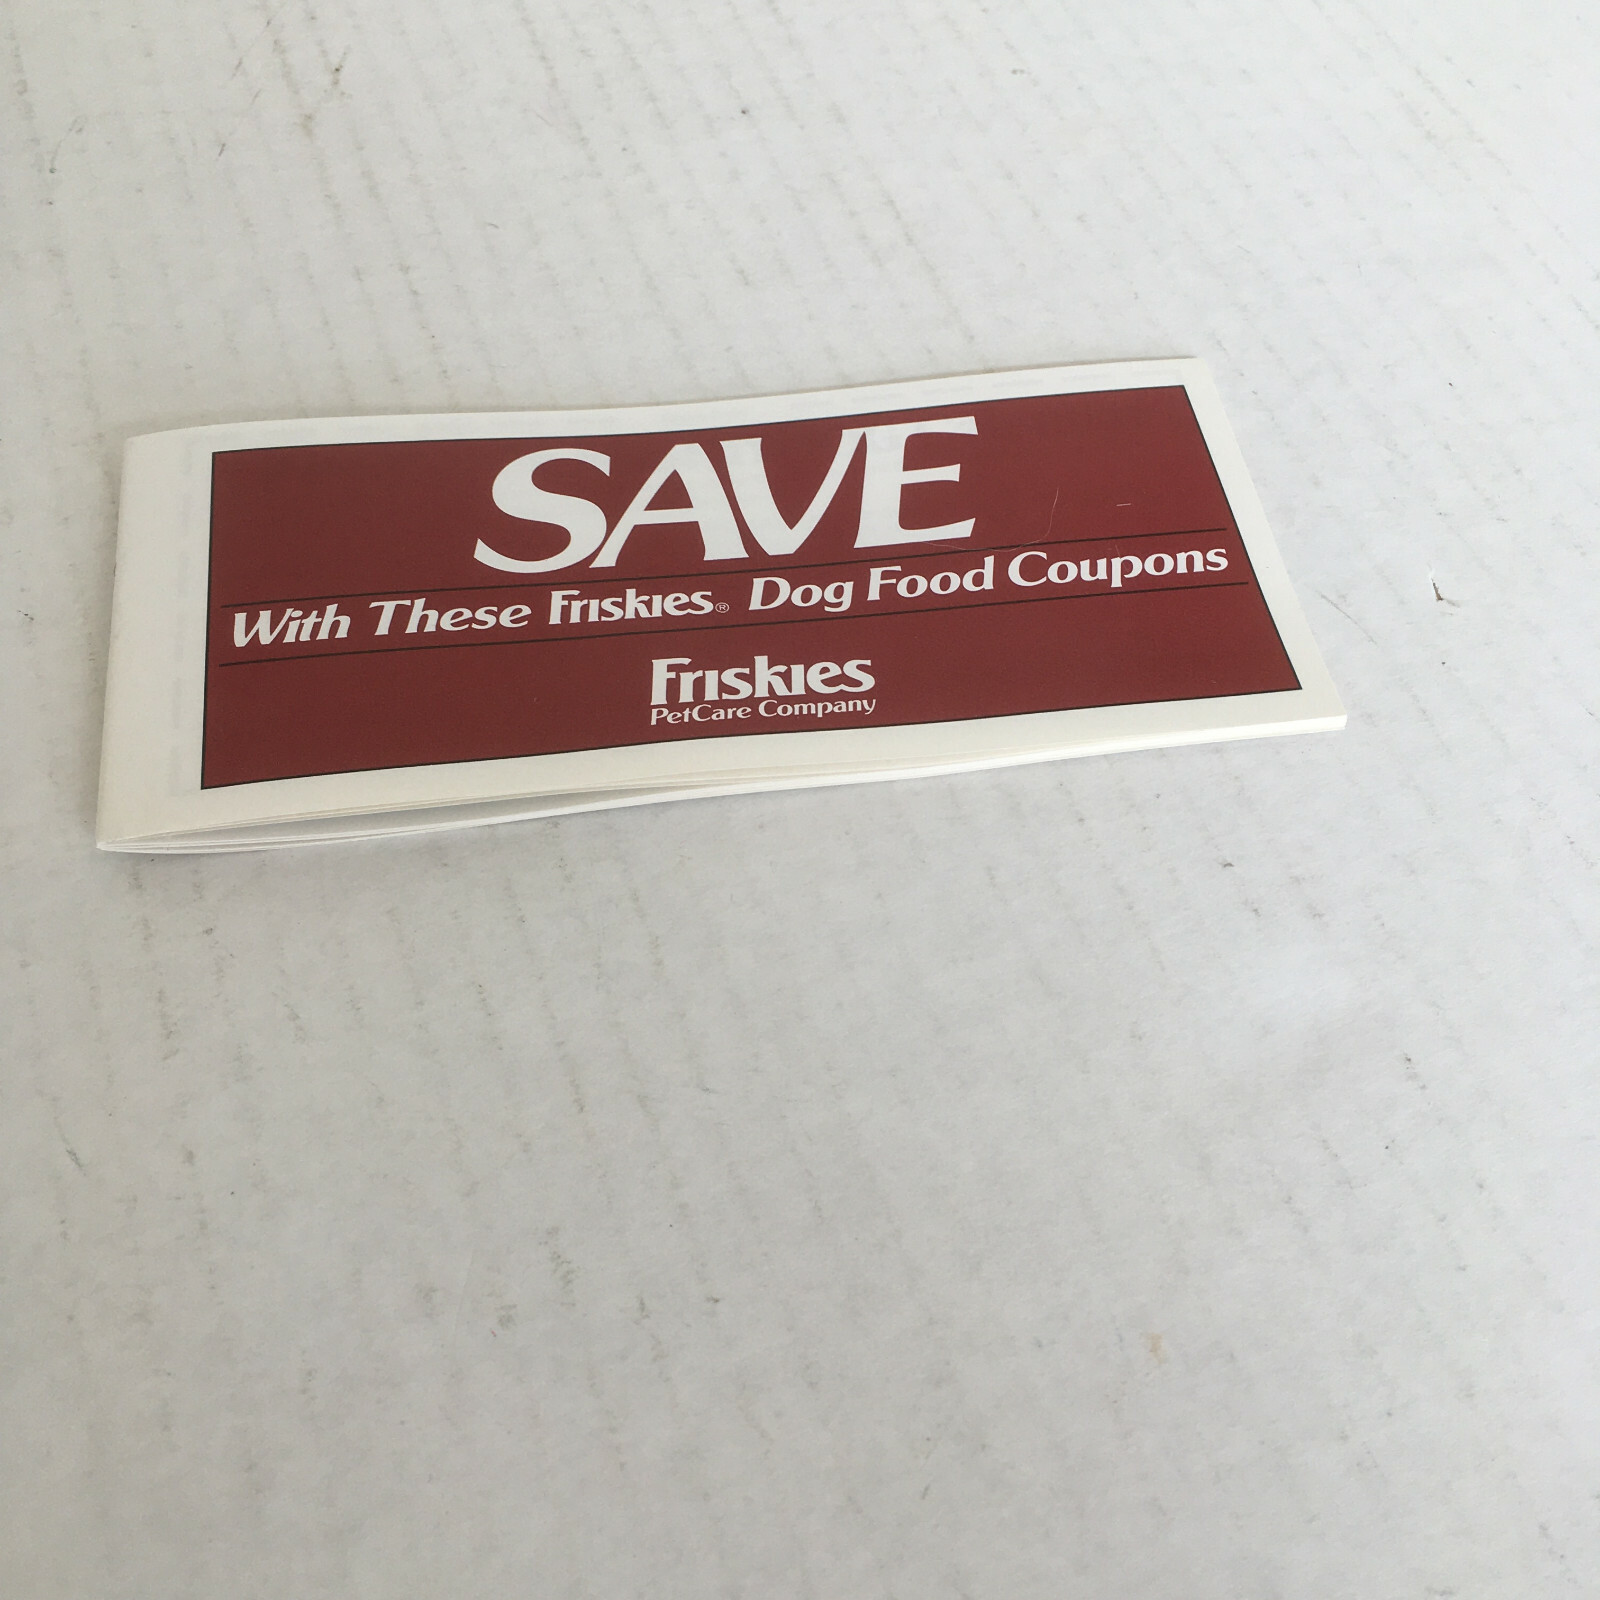 SAVE
With These Friskies® Dog Food Coupons
Friskies
PetCare Company